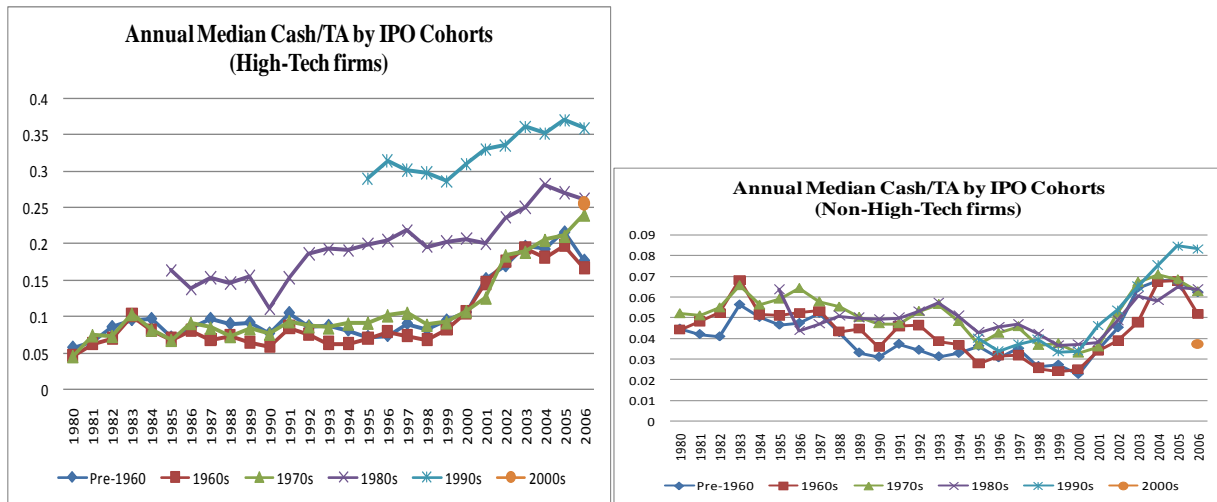 Annual Median Cash/TA by IPO Cohorts
(High-Tech firms)
0.4
0.35
0.3
0.25
0.2
0.15
0.1
0.05
0
1980 1981 1982 1983 1984 1985 1986 1987 1988 1989 1990 1991 1992 1993 1994 1995 1996 1997 1998 1999 2000 2001 2002 2003 2004 2005 2006
Pre-1960 1960s 1970s 1980s 1990s 2000s
Annual Median Cash/TA by IPO Cohorts
(Non-High-Tech firms)
0.09
0.08
0.07
0.06
0.05
0.04
0.03
0.02
0.01
0
1980 1981 1982 1983 1984 1985 1986 1987 1988 1989 1990 1991 1992 1993 1994 1995 1996 1997 1998 1999 2000 2001 2002 2003 2004 2005 2006
Pre-1960 1960s 1970s 1980s 1990s 2000s